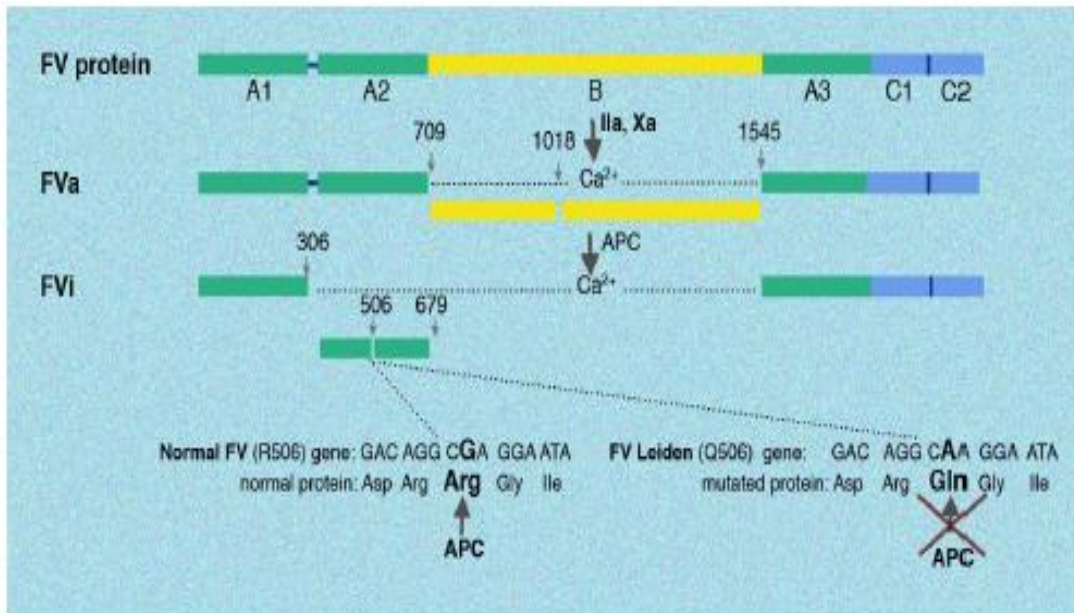 FV protein
A1 A2 B A3 C1 C2
IIa, Xa
709 1018 1545
FVa
Ca²⁺
306 APC
FVi
Ca²⁺
506 679
Normal FV (R506) gene: GAC AGG CGA GGA ATA
normal protein: Asp Arg Arg Gly Ile
APC
FV Leiden (Q506) gene: GAC AGG CAA GGA ATA
mutated protein: Asp Arg Gln Gly Ile
APC